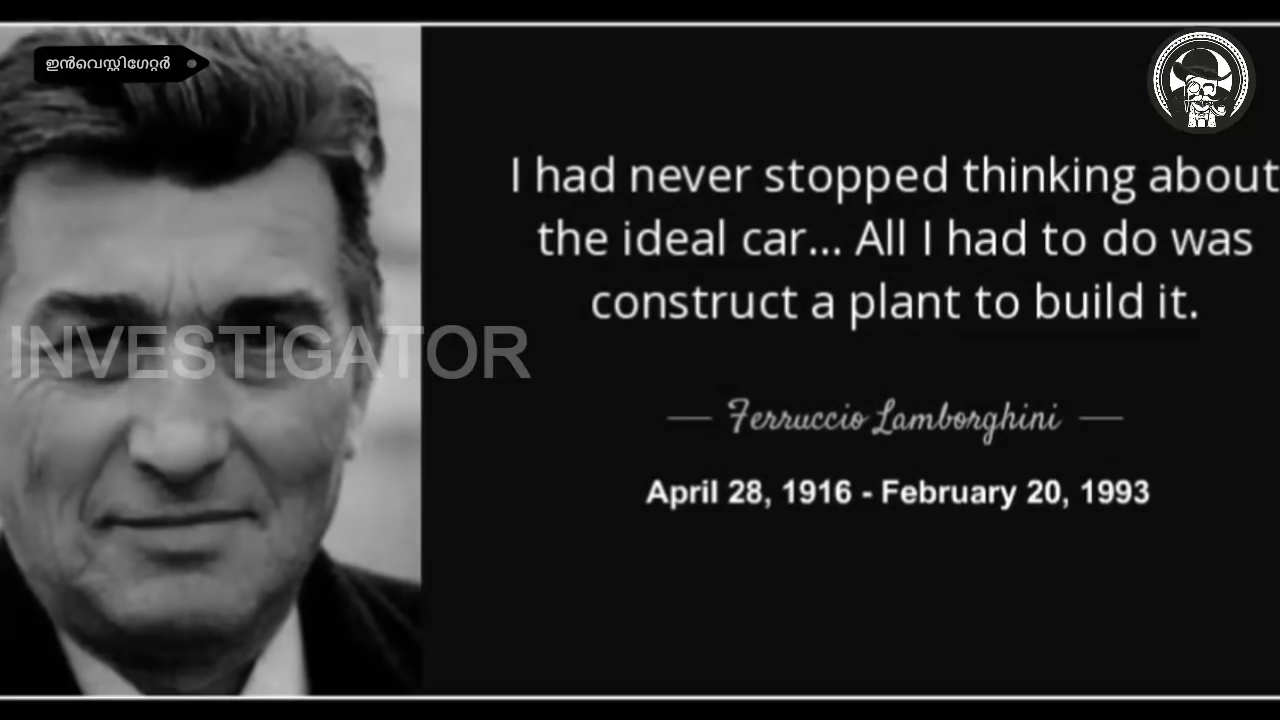 ഇൻവെസ്റ്റിഗേറ്റർ
I had never stopped thinking about
the ideal car... All I had to do was
construct a plant to build it.
INVESTIGATOR
Ferruccio Lamborghini
April 28, 1916 - February 20, 1993